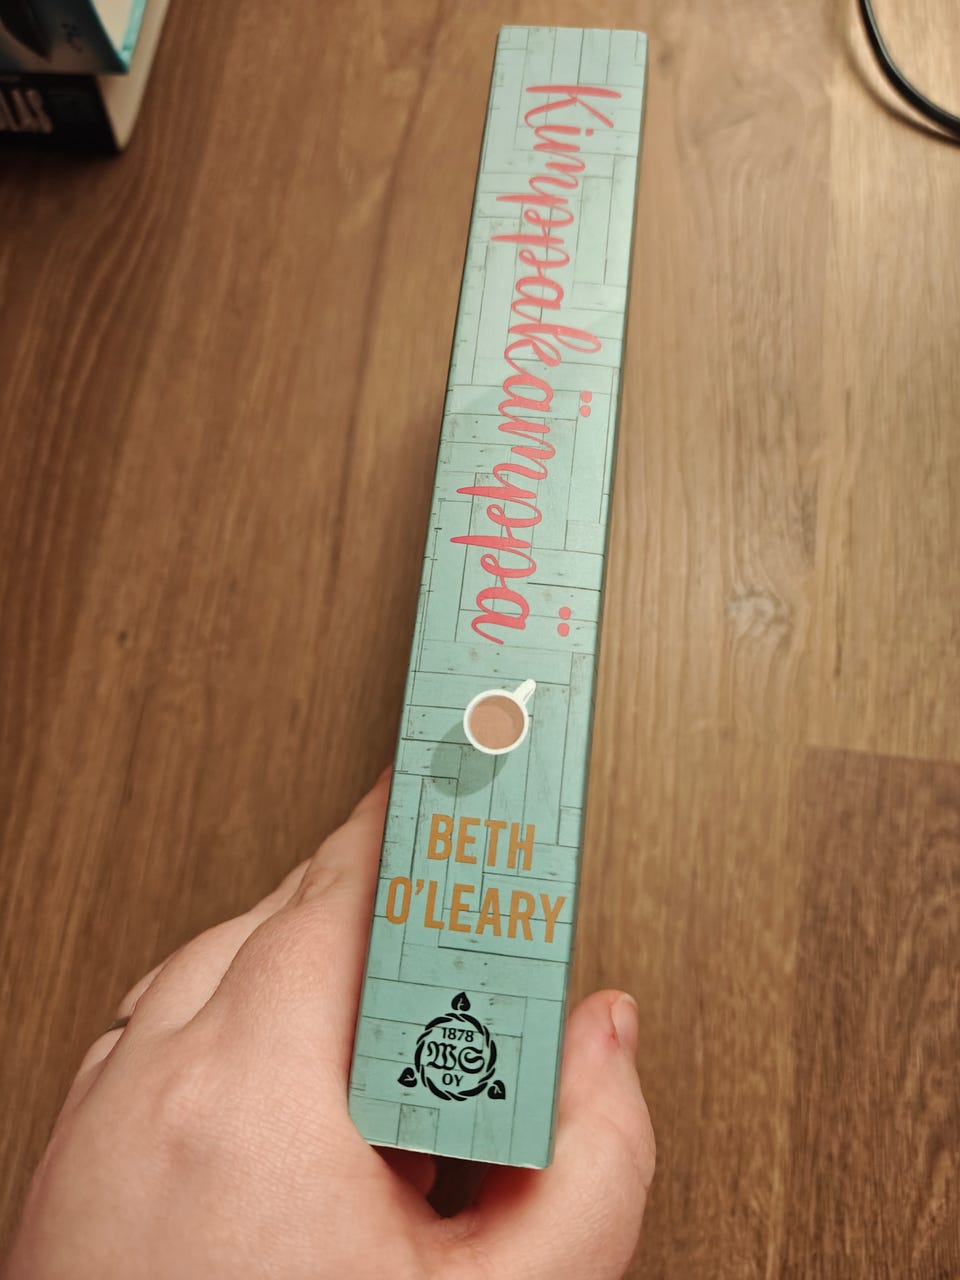 Kimppakämppä
BETH
O'LEARY
1878
WS
OY